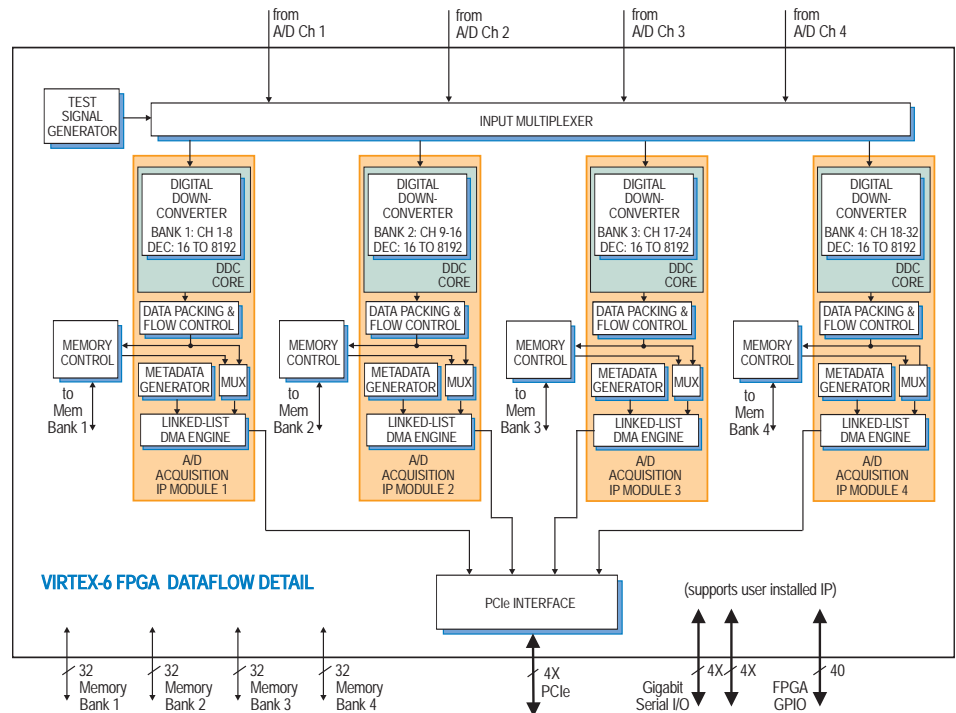 from
A/D Ch 1
from
A/D Ch 2
from
A/D Ch 3
from
A/D Ch 4
TEST
SIGNAL
GENERATOR
INPUT MULTIPLEXER
DIGITAL
DOWN-
CONVERTER
BANK 1: CH 1-8
DEC: 16 TO 8192
DDC
CORE
DATA PACKING &
FLOW CONTROL
MEMORY
CONTROL
METADATA
GENERATOR
MUX
to
Mem
Bank 1
LINKED-LIST
DMA ENGINE
A/D
ACQUISITION
IP MODULE 1
DIGITAL
DOWN-
CONVERTER
BANK 2: CH 9-16
DEC: 16 TO 8192
DDC
CORE
DATA PACKING &
FLOW CONTROL
MEMORY
CONTROL
METADATA
GENERATOR
MUX
to
Mem
Bank 2
LINKED-LIST
DMA ENGINE
A/D
ACQUISITION
IP MODULE 2
DIGITAL
DOWN-
CONVERTER
BANK 3: CH 17-24
DEC: 16 TO 8192
DDC
CORE
DATA PACKING &
FLOW CONTROL
MEMORY
CONTROL
METADATA
GENERATOR
MUX
to
Mem
Bank 3
LINKED-LIST
DMA ENGINE
A/D
ACQUISITION
IP MODULE 3
DIGITAL
DOWN-
CONVERTER
BANK 4: CH 18-32
DEC: 16 TO 8192
DDC
CORE
DATA PACKING &
FLOW CONTROL
MEMORY
CONTROL
METADATA
GENERATOR
MUX
to
Mem
Bank 4
LINKED-LIST
DMA ENGINE
A/D
ACQUISITION
IP MODULE 4
VIRTEX-6 FPGA DATAFLOW DETAIL
PCIe INTERFACE
(supports user installed IP)
32
Memory
Bank 1
32
Memory
Bank 2
32
Memory
Bank 3
32
Memory
Bank 4
4X
PCIe
4X
4X
Gigabit
Serial I/O
40
FPGA
GPIO